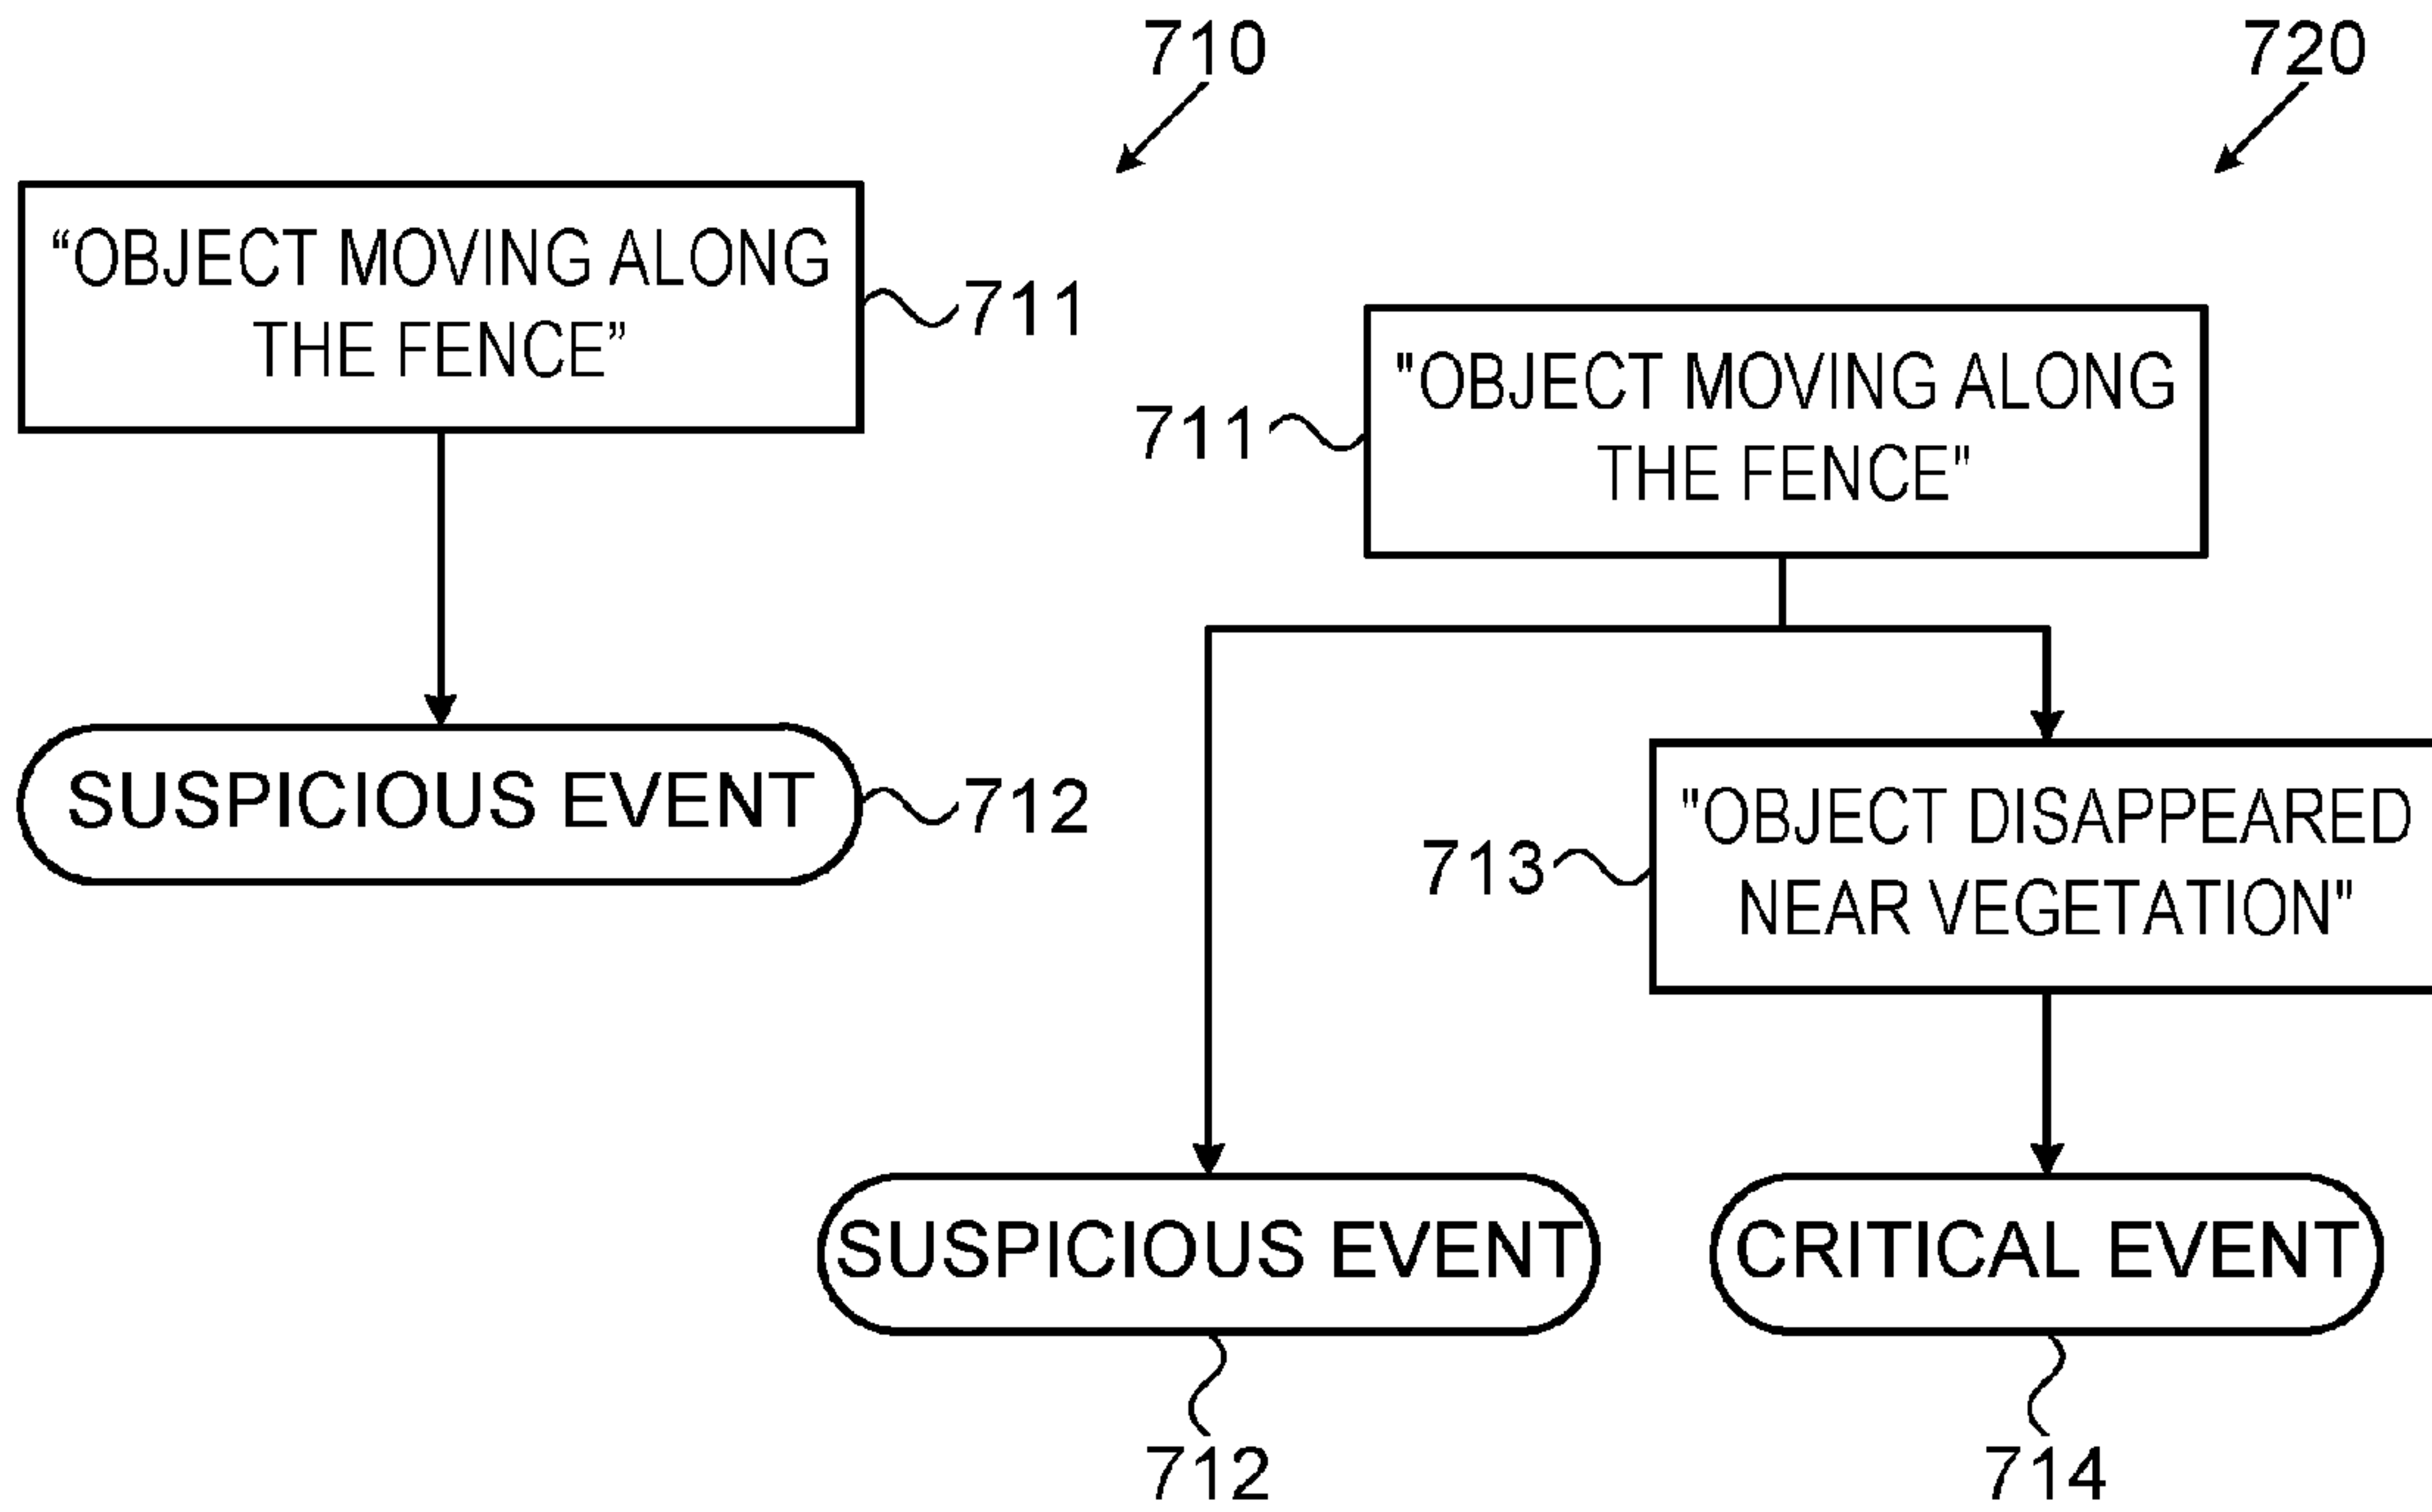 710
720
“OBJECT MOVING ALONG
THE FENCE”
711
"OBJECT MOVING ALONG
THE FENCE"
711
SUSPICIOUS EVENT
712
"OBJECT DISAPPEARED
NEAR VEGETATION"
713
SUSPICIOUS EVENT
CRITICAL EVENT
712
714